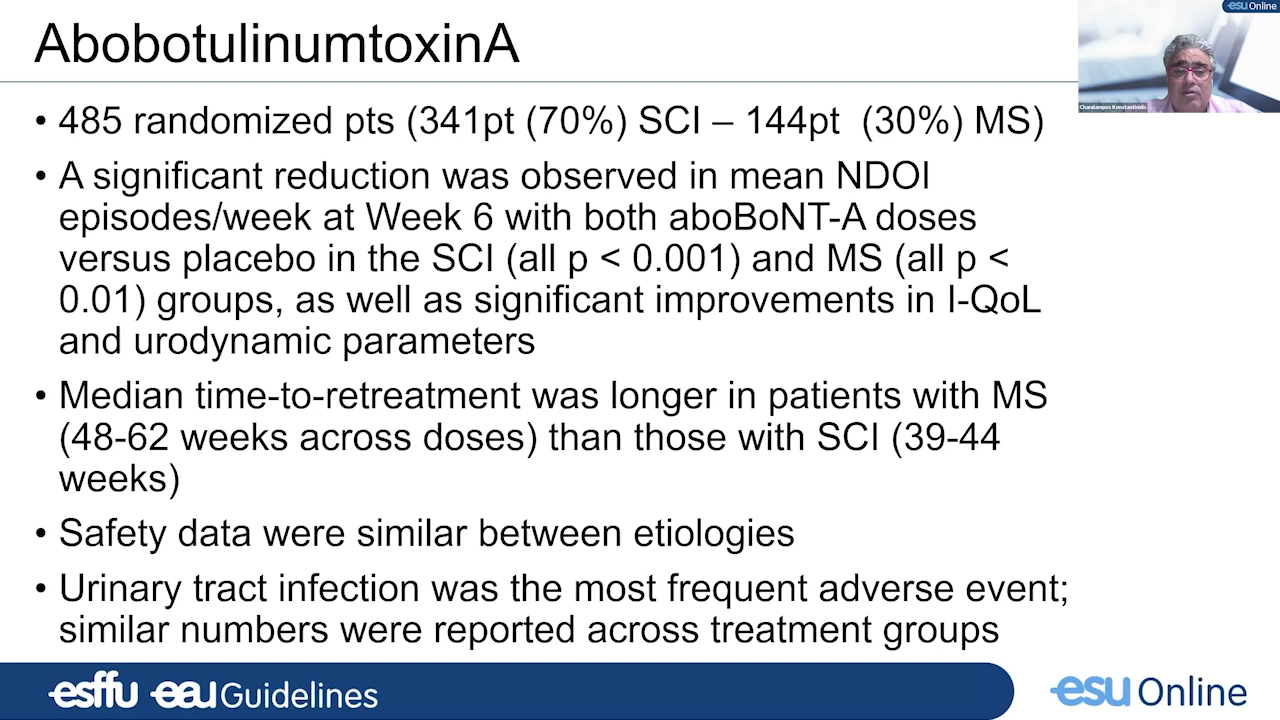 AbobotulinumtoxinA
esu Online
Charalampos Konstantinidis
• 485 randomized pts (341pt (70%) SCI – 144pt (30%) MS)
• A significant reduction was observed in mean NDOI
episodes/week at Week 6 with both aboBoNT-A doses
versus placebo in the SCI (all p < 0.001) and MS (all p <
0.01) groups, as well as significant improvements in I-QoL
and urodynamic parameters
• Median time-to-retreatment was longer in patients with MS
(48-62 weeks across doses) than those with SCI (39-44
weeks)
• Safety data were similar between etiologies
• Urinary tract infection was the most frequent adverse event;
similar numbers were reported across treatment groups
esffu eau Guidelines
esu Online